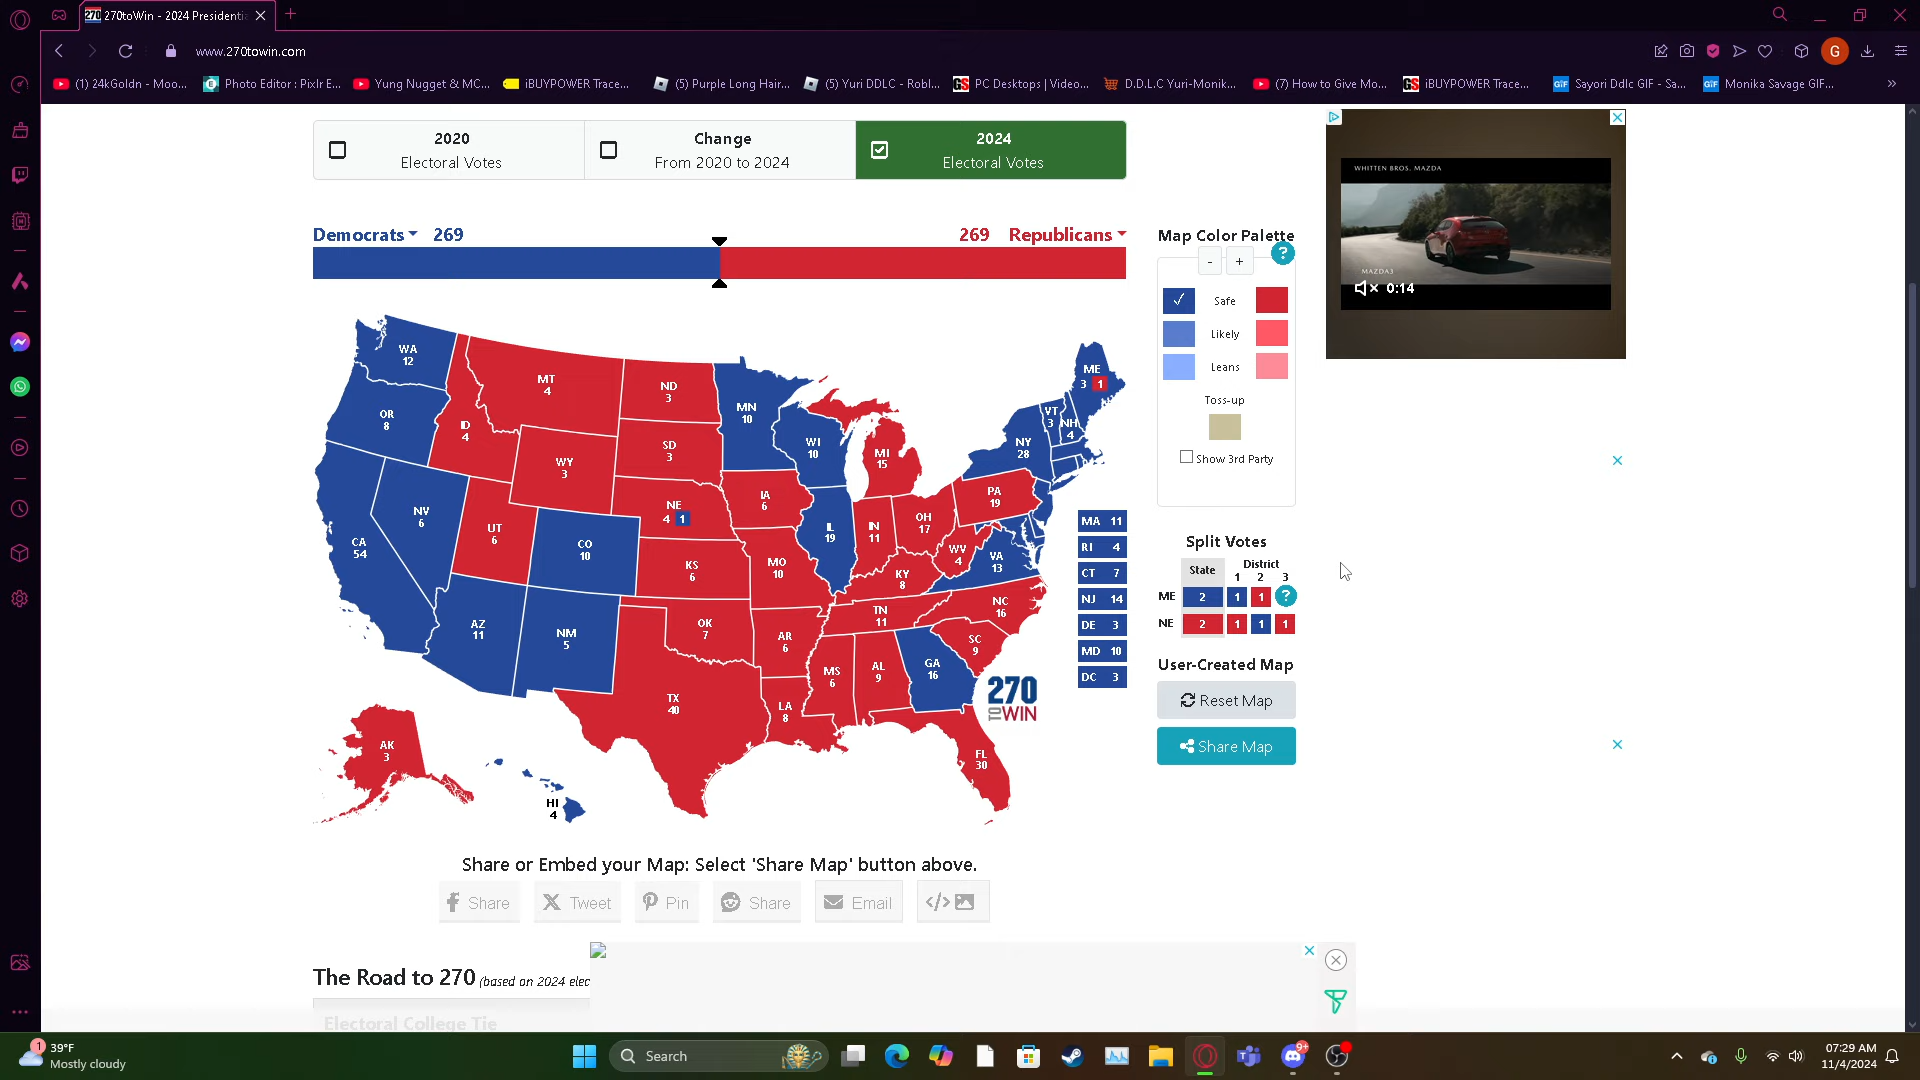 270toWin - 2024 Presidenti
www.270towin.com
G
(1) 24kGoldn - Moo...
Photo Editor : Pixlr E...
Yung Nugget & MC...
iBUYPOWER Trace...
(5) Purple Long Hair...
(5) Yuri DDLC - Robl...
PC Desktops | Video...
D.D.L.C Yuri-Monik...
(7) How to Give Mo...
iBUYPOWER Trace...
Sayori Ddlc GIF - Sa...
Monika Savage GIF...
2020
Electoral Votes
Change
From 2020 to 2024
2024
Electoral Votes
Democrats 269
269 Republicans
Map Color Palette
- + ?
Safe
Likely
Leans
Toss-up
Show 3rd Party
WHITTEN BROS. MAZDA
MAZDA3
0:14
WA
12
OR
8
CA
54
NV
6
ID
4
MT
4
WY
3
UT
6
CO
10
AZ
11
NM
5
ND
3
SD
3
NE
4 1
KS
6
OK
7
TX
40
MN
10
IA
6
MO
10
AR
6
LA
8
WI
10
IL
19
MI
15
IN
11
OH
17
KY
8
TN
11
MS
6
AL
9
GA
16
FL
30
SC
9
NC
16
VA
13
WV
4
PA
19
NY
28
VT
3
NH
4
ME
3 1
AK
3
HI
4
MA 11
RI 4
CT 7
NJ 14
DE 3
MD 10
DC 3
270
TO WIN
Split Votes
State District
1 2 3
ME 2 1 1 ?
NE 2 1 1 1
User-Created Map
Reset Map
Share Map
Share or Embed your Map: Select 'Share Map' button above.
Share
Tweet
Pin
Share
Email
</>
The Road to 270 (based on 2024 elec
Electoral College Tie
1
39°F
Mostly cloudy
Search
9+
07:29 AM
11/4/2024